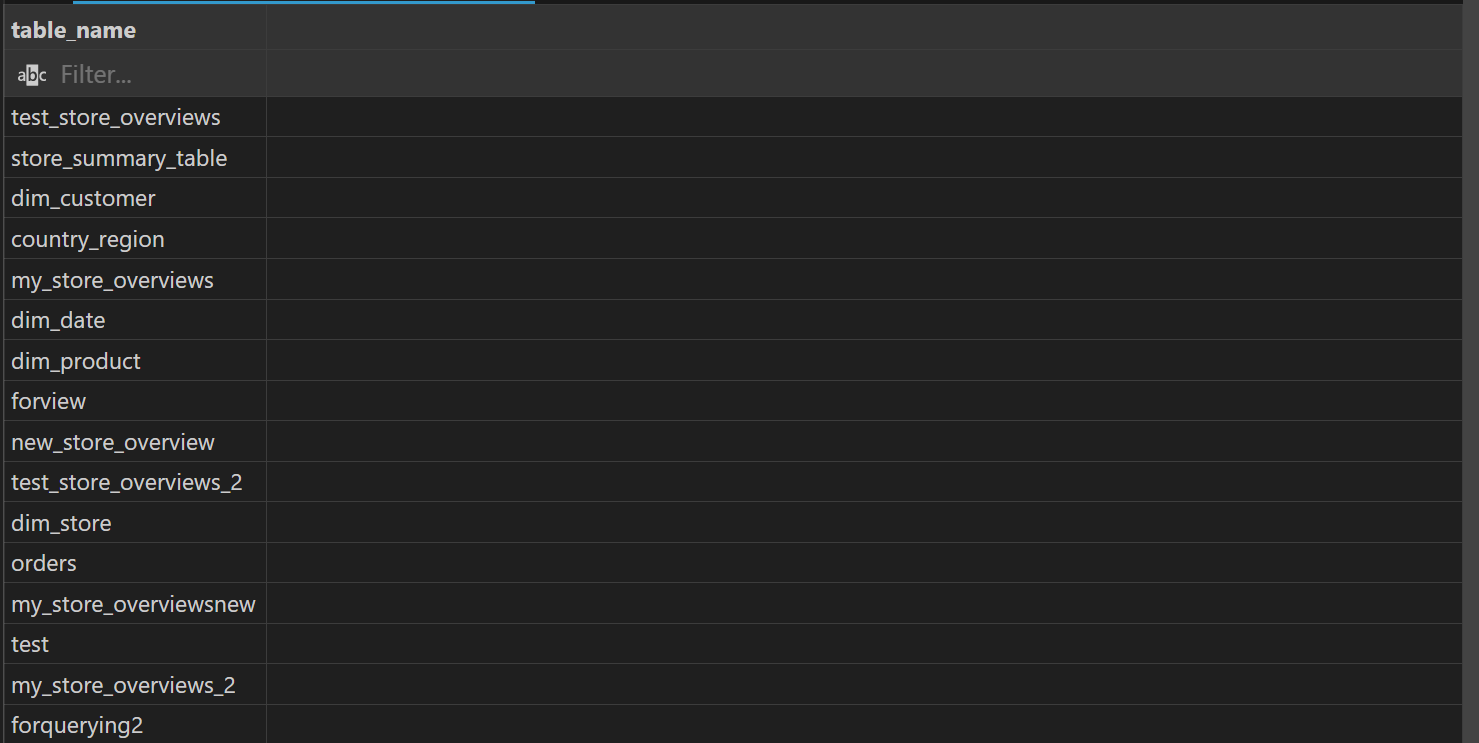 table_name
abc Filter...
test_store_overviews
store_summary_table
dim_customer
country_region
my_store_overviews
dim_date
dim_product
forview
new_store_overview
test_store_overviews_2
dim_store
orders
my_store_overviewsnew
test
my_store_overviews_2
forquerying2